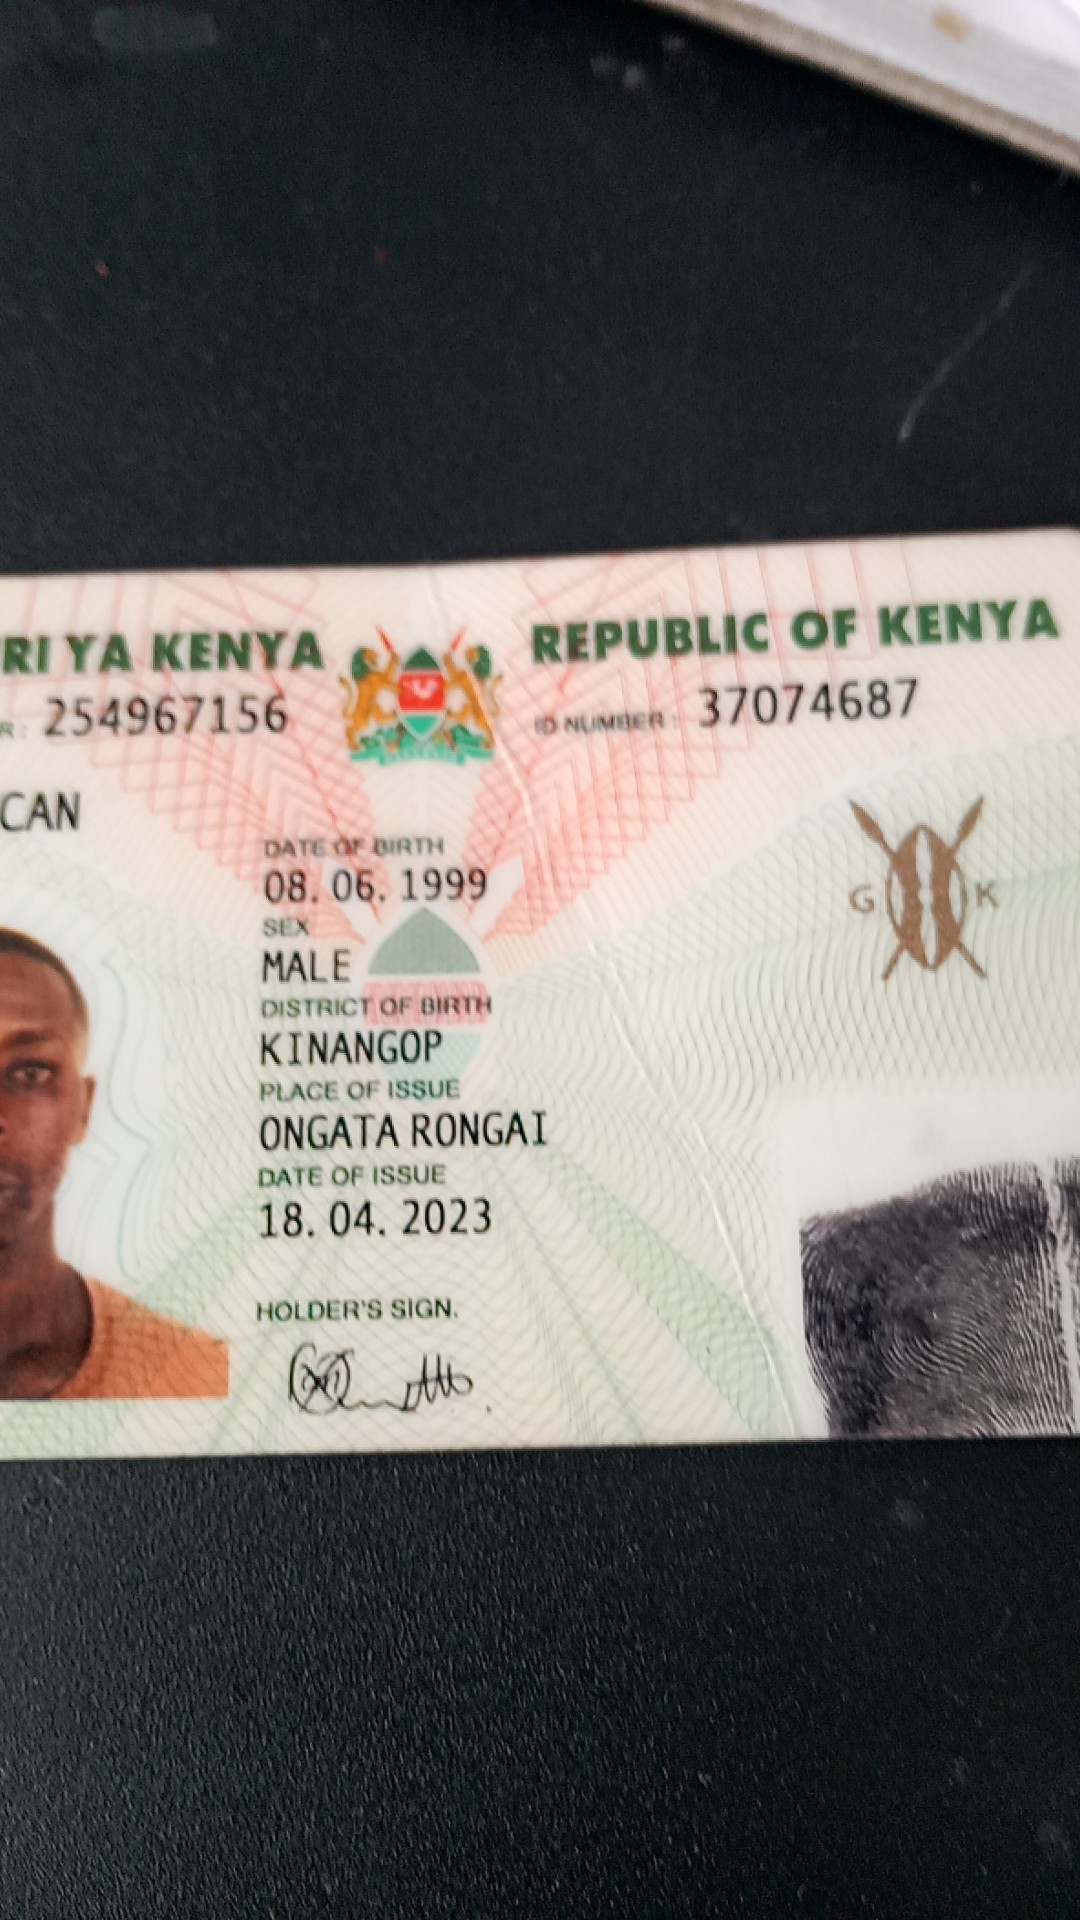 RI YA KENYA REPUBLIC OF KENYA
R: 254967156 ID NUMBER: 37074687
CAN
DATE OF BIRTH
08. 06. 1999
G K
SEX
MALE
DISTRICT OF BIRTH
KINANGOP
PLACE OF ISSUE
ONGATA RONGAI
DATE OF ISSUE
18. 04. 2023
HOLDER'S SIGN.